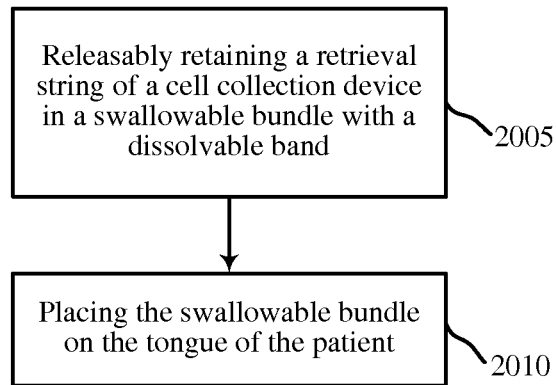 Releasably retaining a retrieval
string of a cell collection device
in a swallowable bundle with a
dissolvable band
2005
Placing the swallowable bundle
on the tongue of the patient
2010